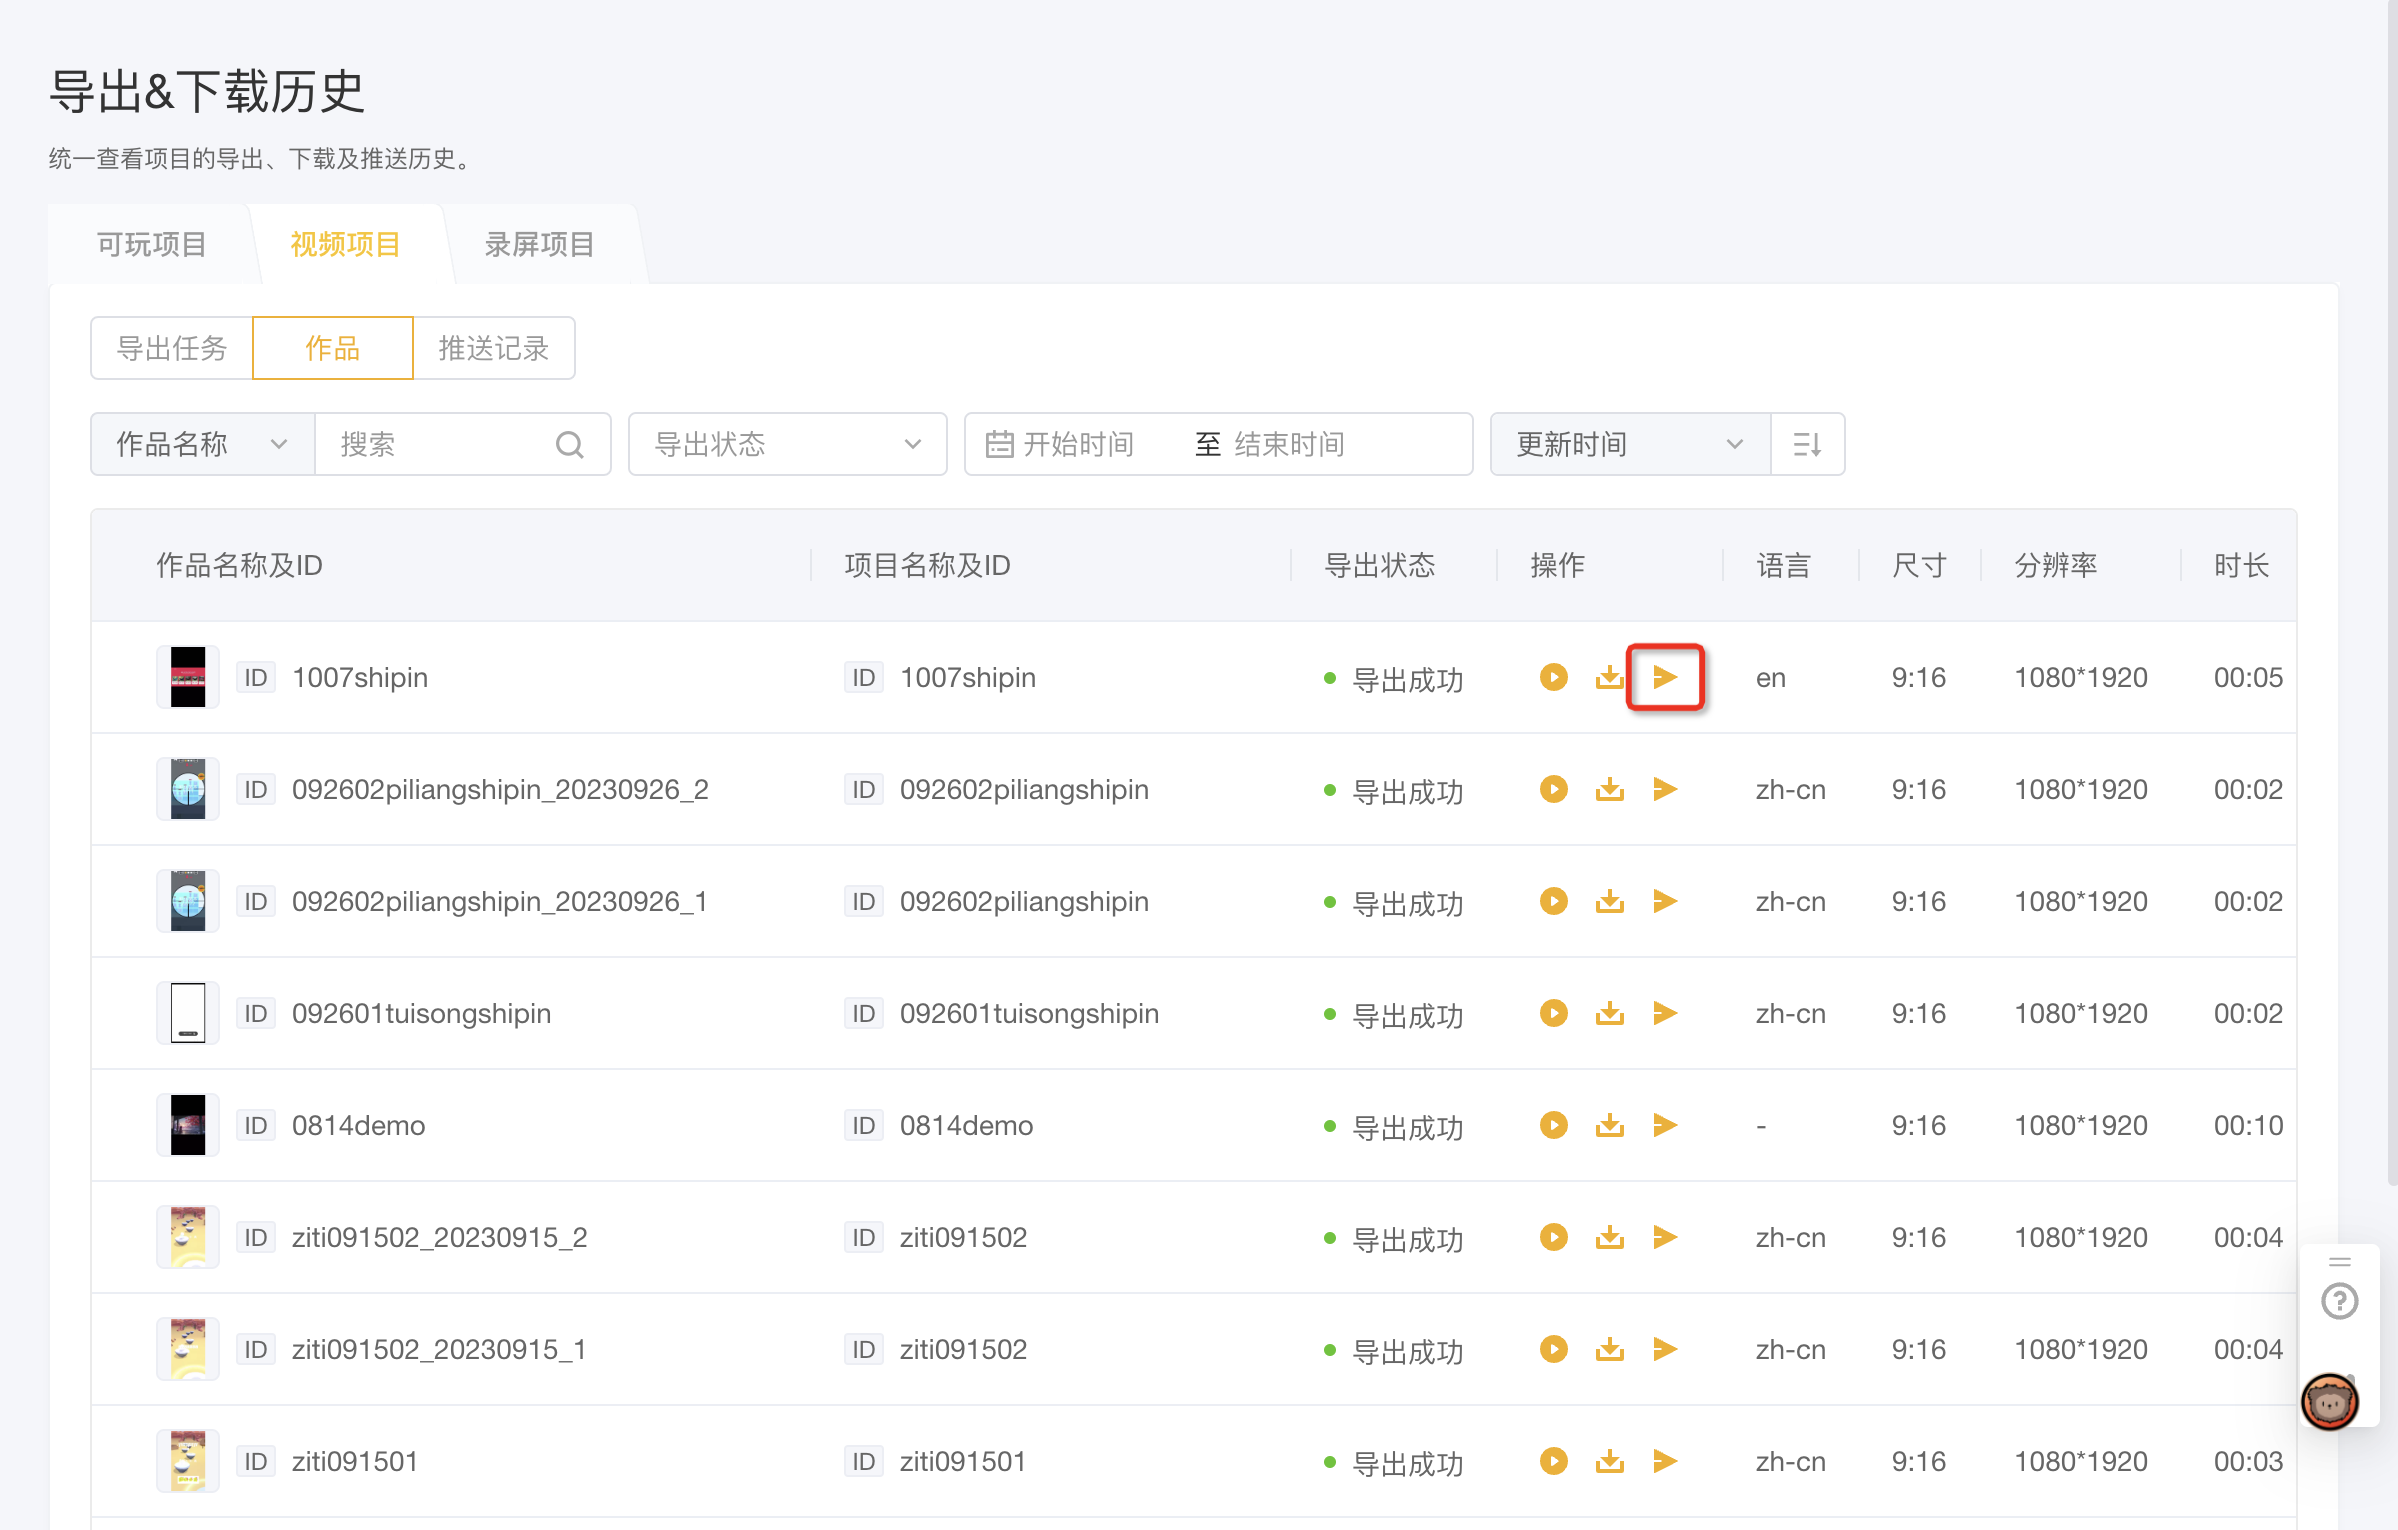 导出&下载历史
统一查看项目的导出、下载及推送历史。
可玩项目 视频项目 录屏项目
导出任务 作品 推送记录
作品名称 搜索 导出状态 开始时间 至 结束时间 更新时间
作品名称及ID 项目名称及ID 导出状态 操作 语言 尺寸 分辨率 时长
ID 1007shipin ID 1007shipin 导出成功 en 9:16 1080*1920 00:05
ID 092602piliangshipin_20230926_2 ID 092602piliangshipin 导出成功 zh-cn 9:16 1080*1920 00:02
ID 092602piliangshipin_20230926_1 ID 092602piliangshipin 导出成功 zh-cn 9:16 1080*1920 00:02
ID 092601tuisongshipin ID 092601tuisongshipin 导出成功 zh-cn 9:16 1080*1920 00:02
ID 0814demo ID 0814demo 导出成功 - 9:16 1080*1920 00:10
ID ziti091502_20230915_2 ID ziti091502 导出成功 zh-cn 9:16 1080*1920 00:04
ID ziti091502_20230915_1 ID ziti091502 导出成功 zh-cn 9:16 1080*1920 00:04
ID ziti091501 ID ziti091501 导出成功 zh-cn 9:16 1080*1920 00:03